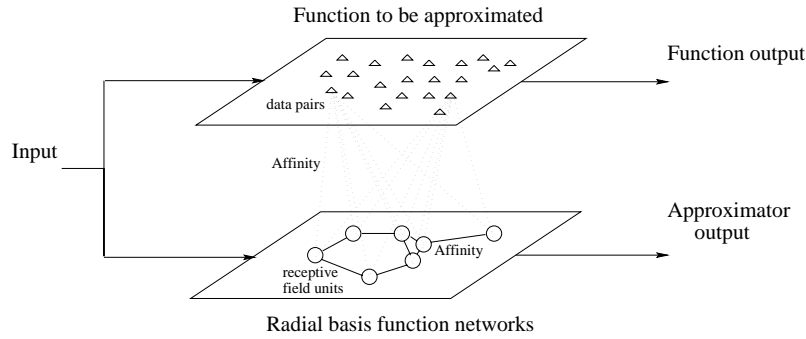 Function to be approximated
Function output
data pairs
Input
Affinity
Approximator
output
Affinity
receptive
field units
Radial basis function networks